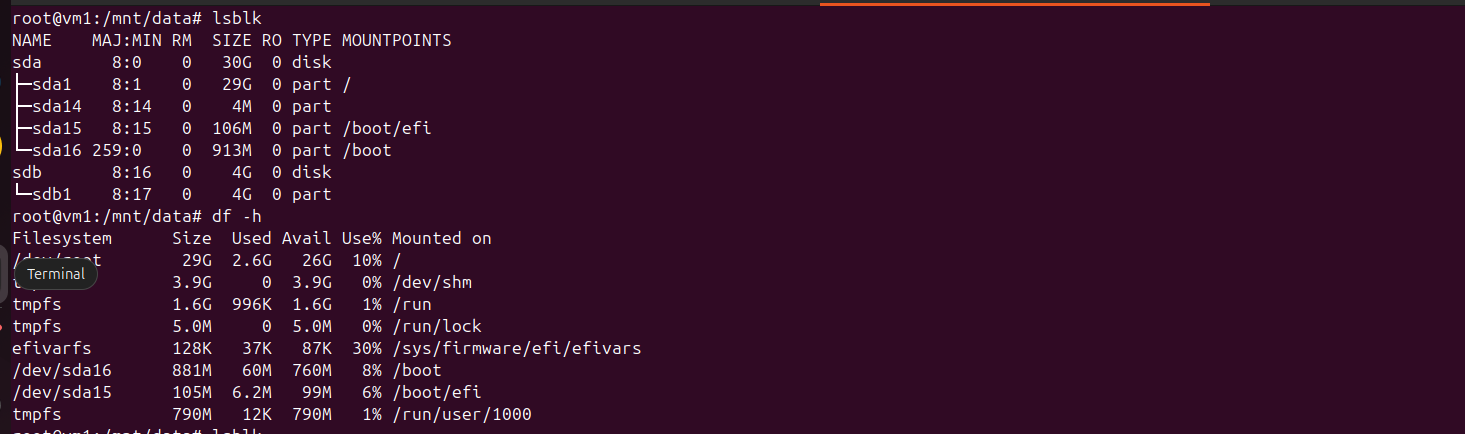 root@vm1:/mnt/data# lsblk
NAME    MAJ:MIN RM  SIZE RO TYPE MOUNTPOINTS
sda       8:0    0   30G  0 disk
├─sda1    8:1    0   29G  0 part /
├─sda14   8:14   0    4M  0 part
├─sda15   8:15   0  106M  0 part /boot/efi
└─sda16 259:0    0  913M  0 part /boot
sdb       8:16   0    4G  0 disk
└─sdb1    8:17   0    4G  0 part
root@vm1:/mnt/data# df -h
Filesystem      Size  Used Avail Use% Mounted on
29G  2.6G   26G  10% /
Terminal
3.9G     0  3.9G   0% /dev/shm
tmpfs           1.6G  996K  1.6G   1% /run
tmpfs           5.0M     0  5.0M   0% /run/lock
efivarfs        128K   37K   87K  30% /sys/firmware/efi/efivars
/dev/sda16      881M   60M  760M   8% /boot
/dev/sda15      105M  6.2M   99M   6% /boot/efi
tmpfs           790M   12K  790M   1% /run/user/1000